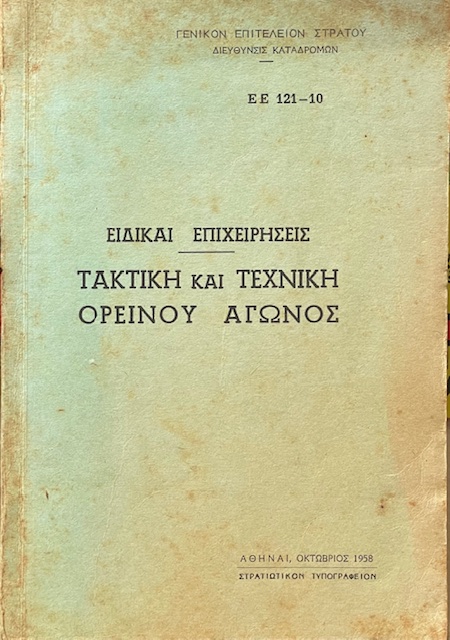 ΓΕΝΙΚΟΝ ΕΠΙΤΕΛΕΙΟΝ ΣΤΡΑΤΟΥ
ΔΙΕΥΘΥΝΣΙΣ ΚΑΤΑΔΡΟΜΩΝ
ΕΕ 121-10
ΕΙΔΙΚΑΙ ΕΠΙΧΕΙΡΗΣΕΙΣ
ΤΑΚΤΙΚΗ ΚΑΙ ΤΕΧΝΙΚΗ
ΟΡΕΙΝΟΥ ΑΓΩΝΟΣ
ΑΘΗΝΑΙ, ΟΚΤΩΒΡΙΟΣ 1958
ΣΤΡΑΤΙΩΤΙΚΟΝ ΤΥΠΟΓΡΑΦΕΙΟΝ